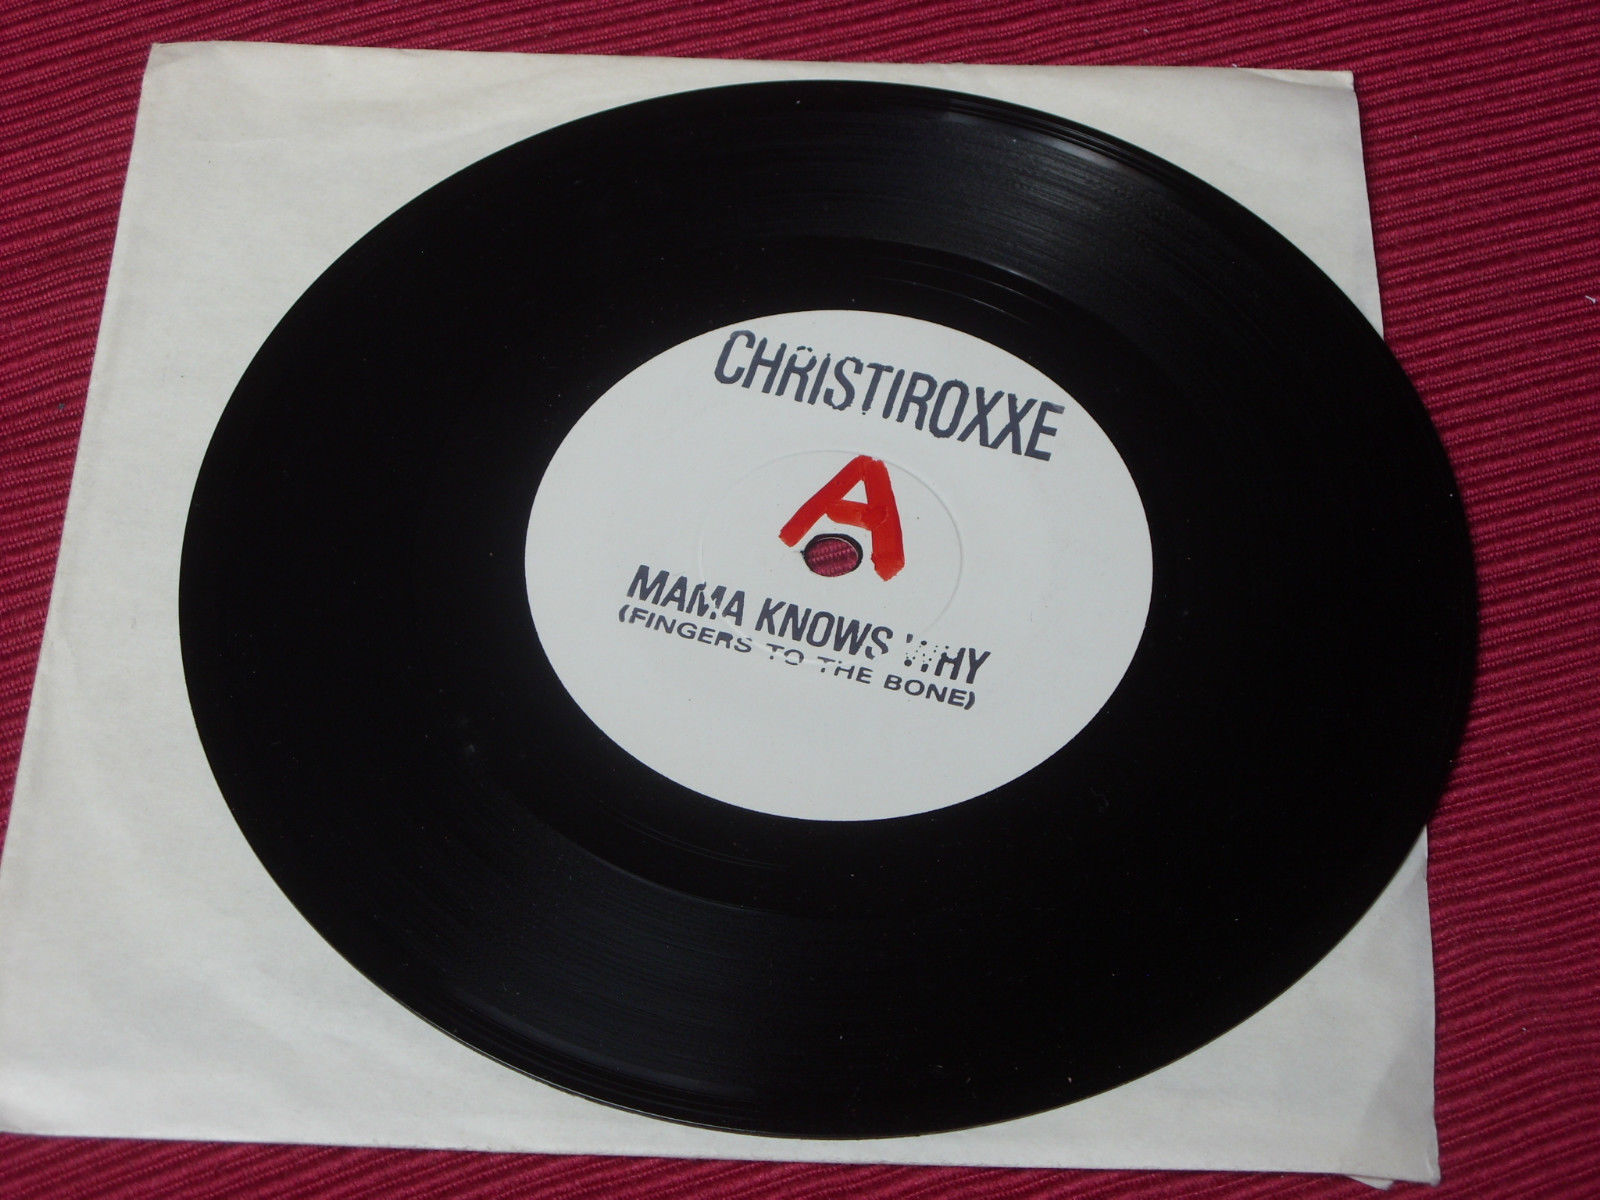 CHRISTIROXXE
A
MAMA KNOWS WHY
(FINGERS TO THE BONE)